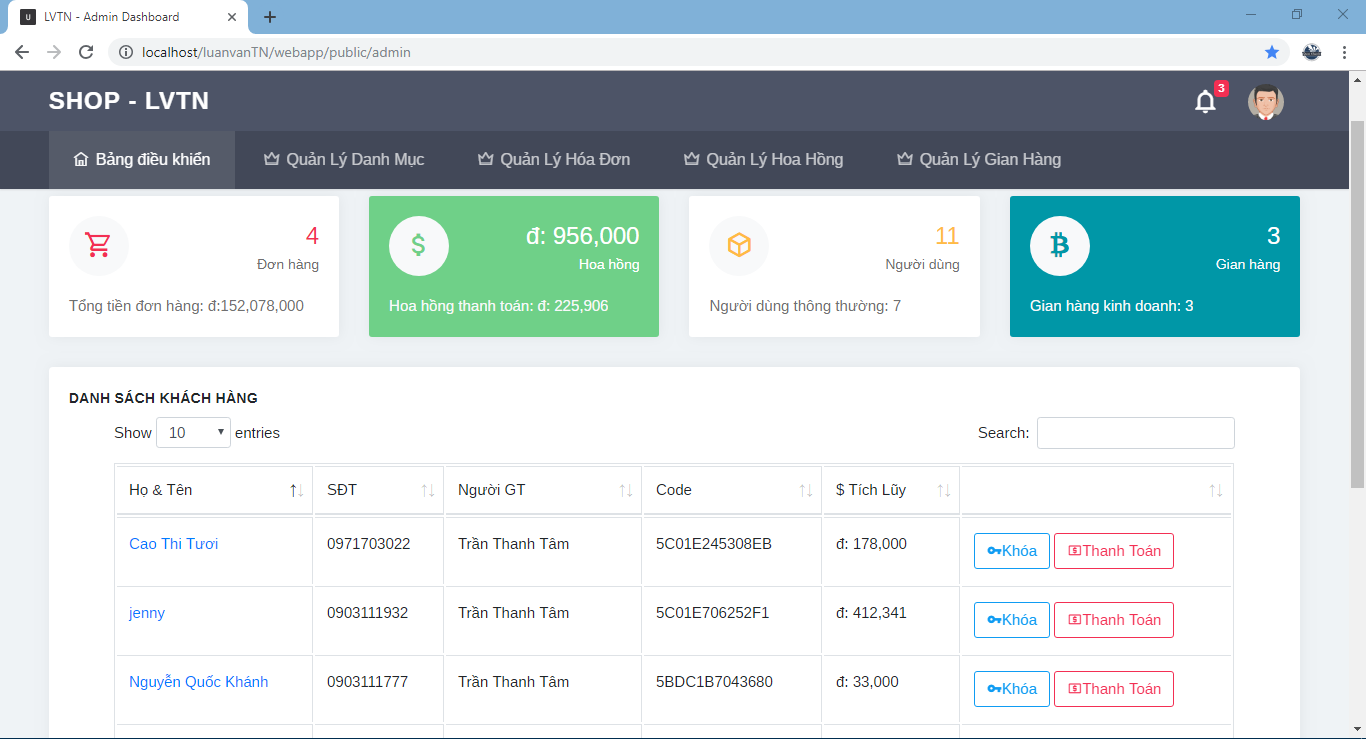 U LVTN - Admin Dashboard
localhost/luanvanTN/webapp/public/admin
SHOP - LVTN
3
Bảng điều khiển Quản Lý Danh Mục Quản Lý Hóa Đơn Quản Lý Hoa Hồng Quản Lý Gian Hàng
4
Đơn hàng
Tổng tiền đơn hàng: đ:152,078,000
$
đ: 956,000
Hoa hồng
Hoa hồng thanh toán: đ: 225,906
11
Người dùng
Người dùng thông thường: 7
3
Gian hàng
Gian hàng kinh doanh: 3
DANH SÁCH KHÁCH HÀNG
Show 10 entries Search:
Họ & Tên SĐT Người GT Code $ Tích Lũy
Cao Thi Tươi 0971703022 Trần Thanh Tâm 5C01E245308EB đ: 178,000 Khóa Thanh Toán
jenny 0903111932 Trần Thanh Tâm 5C01E706252F1 đ: 412,341 Khóa Thanh Toán
Nguyễn Quốc Khánh 0903111777 Trần Thanh Tâm 5BDC1B7043680 đ: 33,000 Khóa Thanh Toán